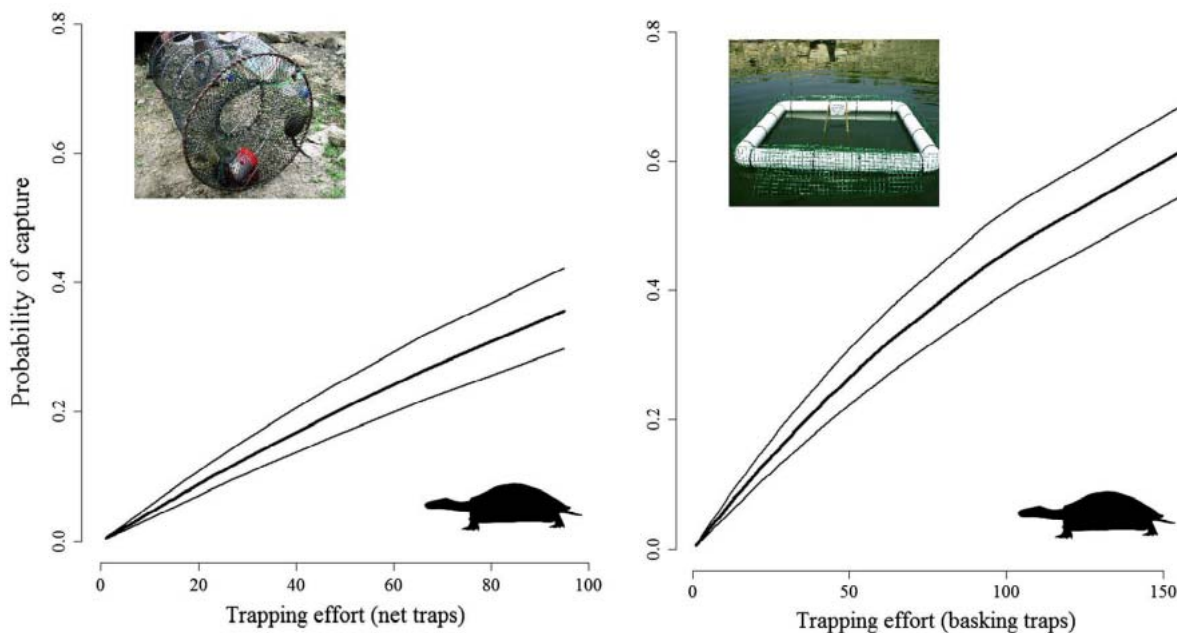 0.8
0.6
0.4
0.2
0.0
Probability of capture
0 20 40 60 80 100
Trapping effort (net traps)
0.8
0.6
0.4
0.2
0.0
0 50 100 150
Trapping effort (basking traps)